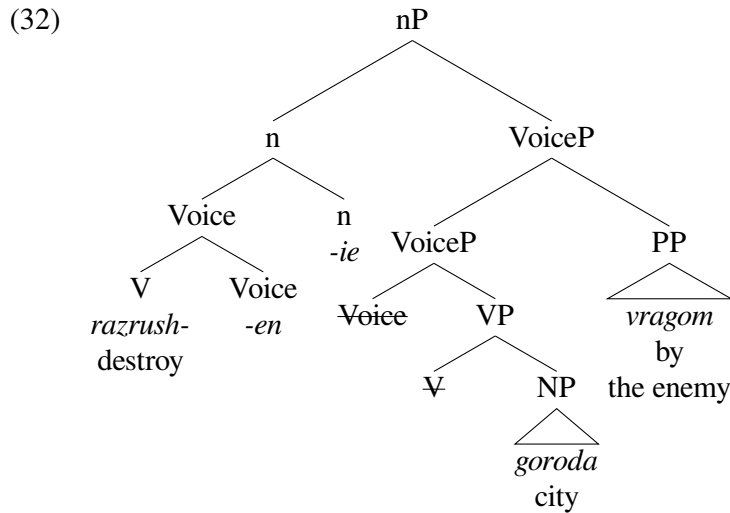 (32) nP
n VoiceP
Voice n VoiceP PP
-ie
V Voice Voice VP vragom
razrush- -en by
destroy V NP the enemy
goroda
city